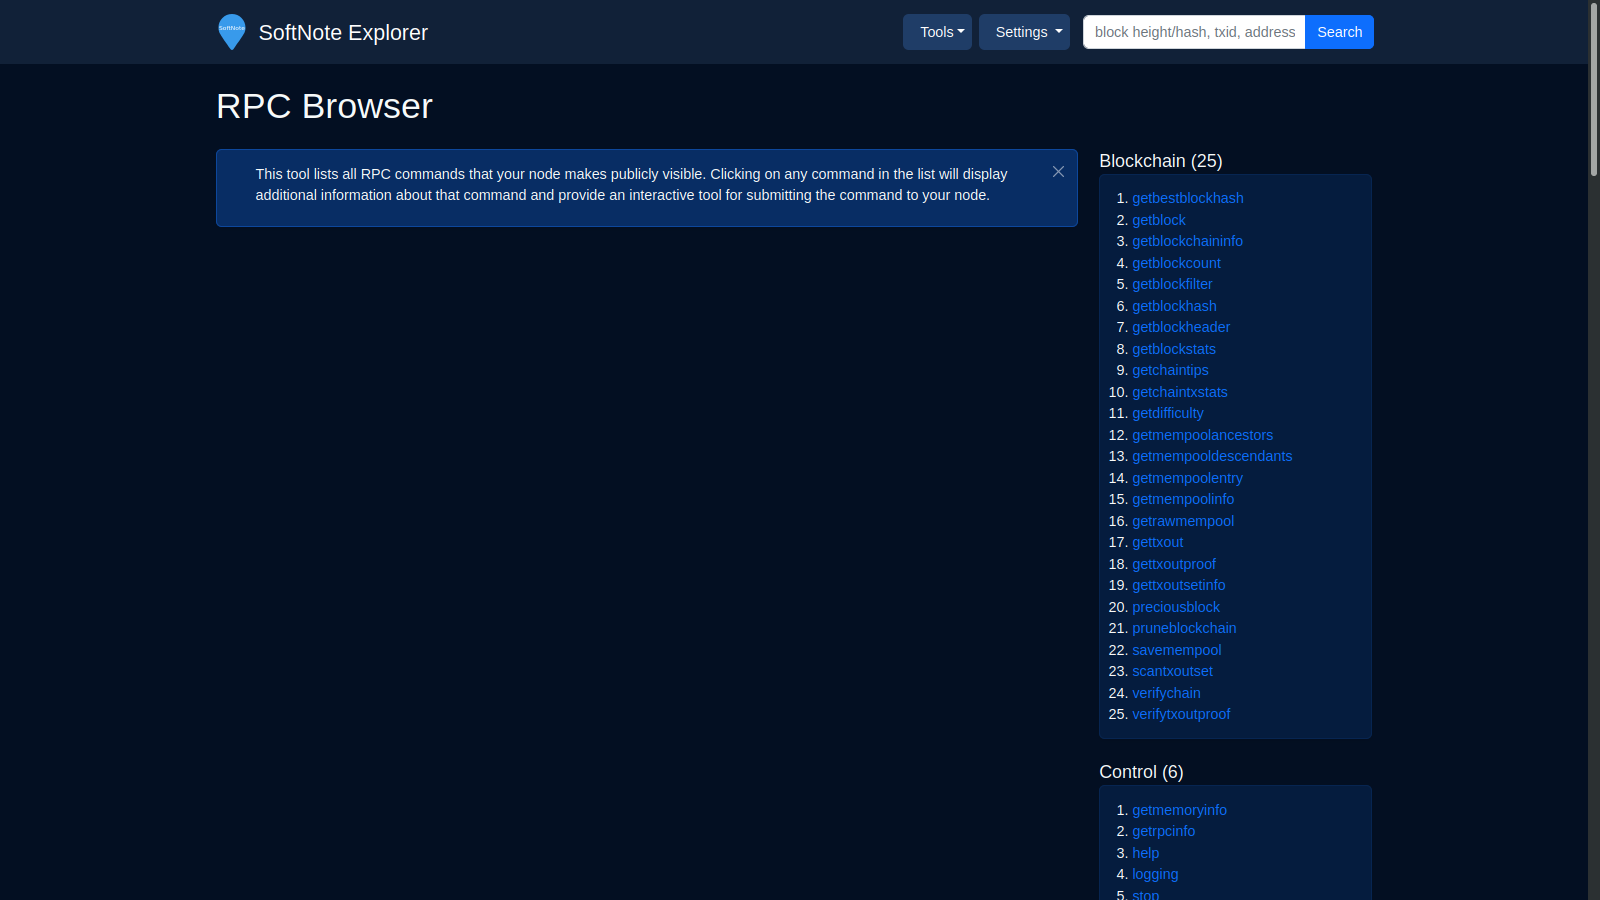 SoftNote
SoftNote Explorer
Tools
Settings
block height/hash, txid, address
Search
RPC Browser
This tool lists all RPC commands that your node makes publicly visible. Clicking on any command in the list will display
additional information about that command and provide an interactive tool for submitting the command to your node.
Blockchain (25)
1. getbestblockhash
2. getblock
3. getblockchaininfo
4. getblockcount
5. getblockfilter
6. getblockhash
7. getblockheader
8. getblockstats
9. getchaintips
10. getchaintxstats
11. getdifficulty
12. getmempoolancestors
13. getmempooldescendants
14. getmempoolentry
15. getmempoolinfo
16. getrawmempool
17. gettxout
18. gettxoutproof
19. gettxoutsetinfo
20. preciousblock
21. pruneblockchain
22. savemempool
23. scantxoutset
24. verifychain
25. verifytxoutproof
Control (6)
1. getmemoryinfo
2. getrpcinfo
3. help
4. logging
5. stop